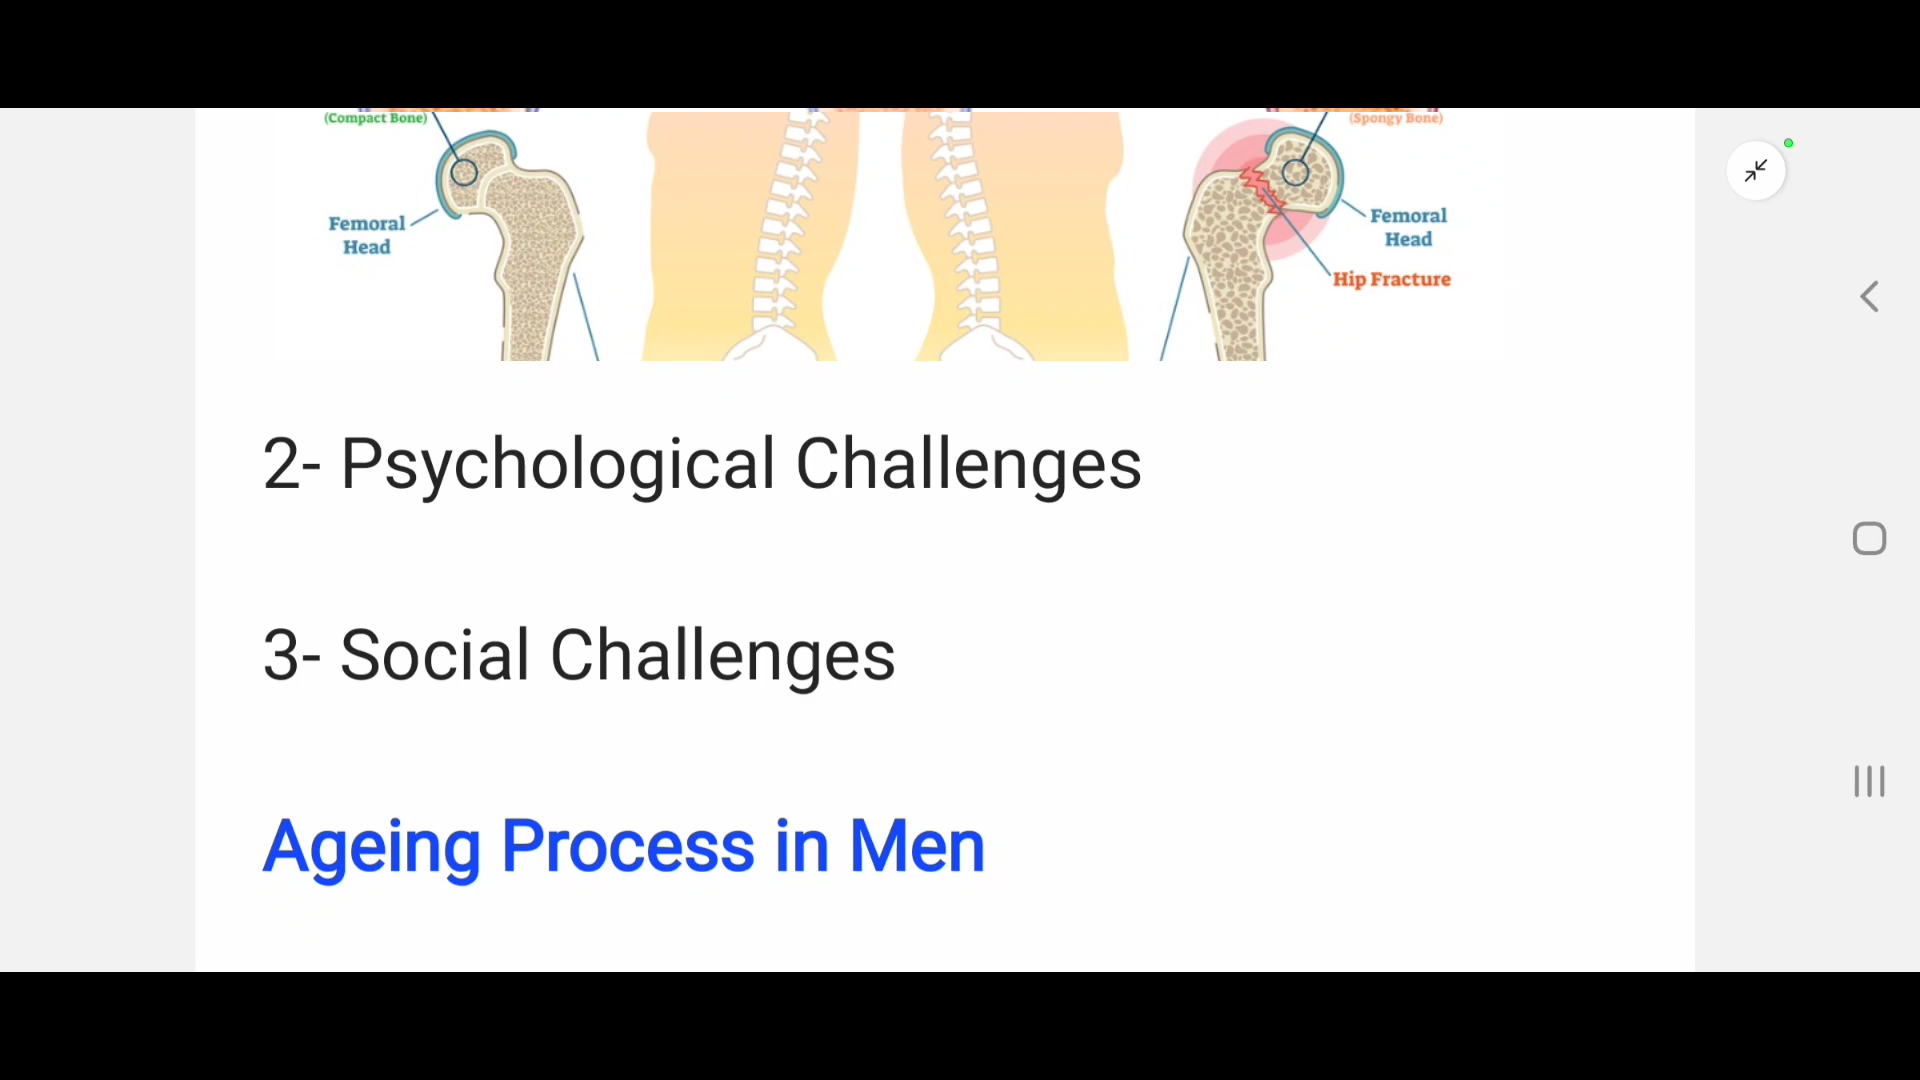 (Compact Bone)
(Spongy Bone)
Femoral
Head
Femoral
Head
Hip Fracture
2- Psychological Challenges
3- Social Challenges
Ageing Process in Men